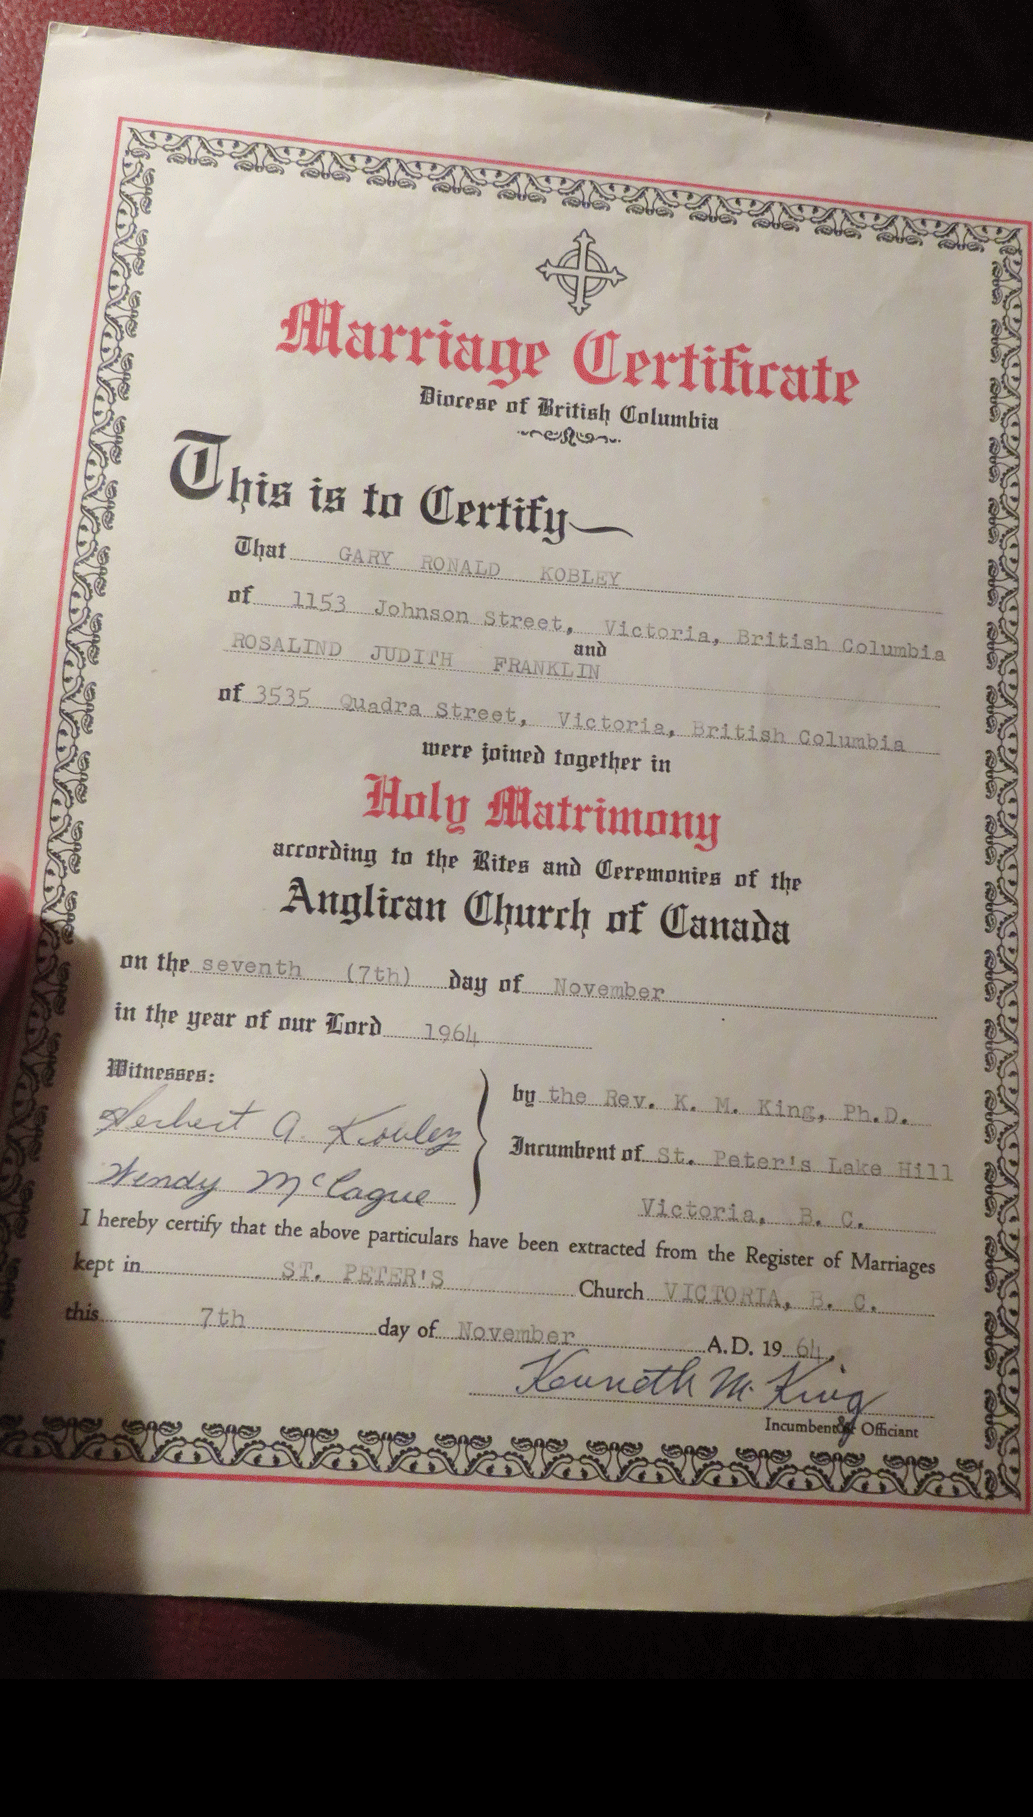 Marriage Certificate
Diocese of British Columbia
This is to Certify
That GARY RONALD KOBLEY
of 1153 Johnson Street, Victoria, British Columbia
and
ROSALIND JUDITH FRANKLIN
of 3535 Quadra Street, Victoria, British Columbia
were joined together in
Holy Matrimony
according to the Rites and Ceremonies of the
Anglican Church of Canada
on the seventh (7th) day of November
in the year of our Lord 1964
Witnesses:
Herbert A.
Wendy McCague
by the Rev. K. M. King, Ph.D.
Incumbent of St. Peter's Lake Hill
Victoria, B. C.
I hereby certify that the above particulars have been extracted from the Register of Marriages
kept in ST. PETER'S Church VICTORIA, B. C.
this 7th day of November A.D. 19 64.
Kenneth M. King
Incumbent & Officiant